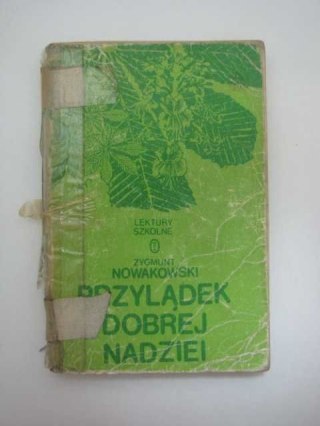 LEKTURY
SZKOLNE
ZYGMUNT
NOWAKOWSKI
PRZYLĄDEK
DOBREJ
NADZIEI